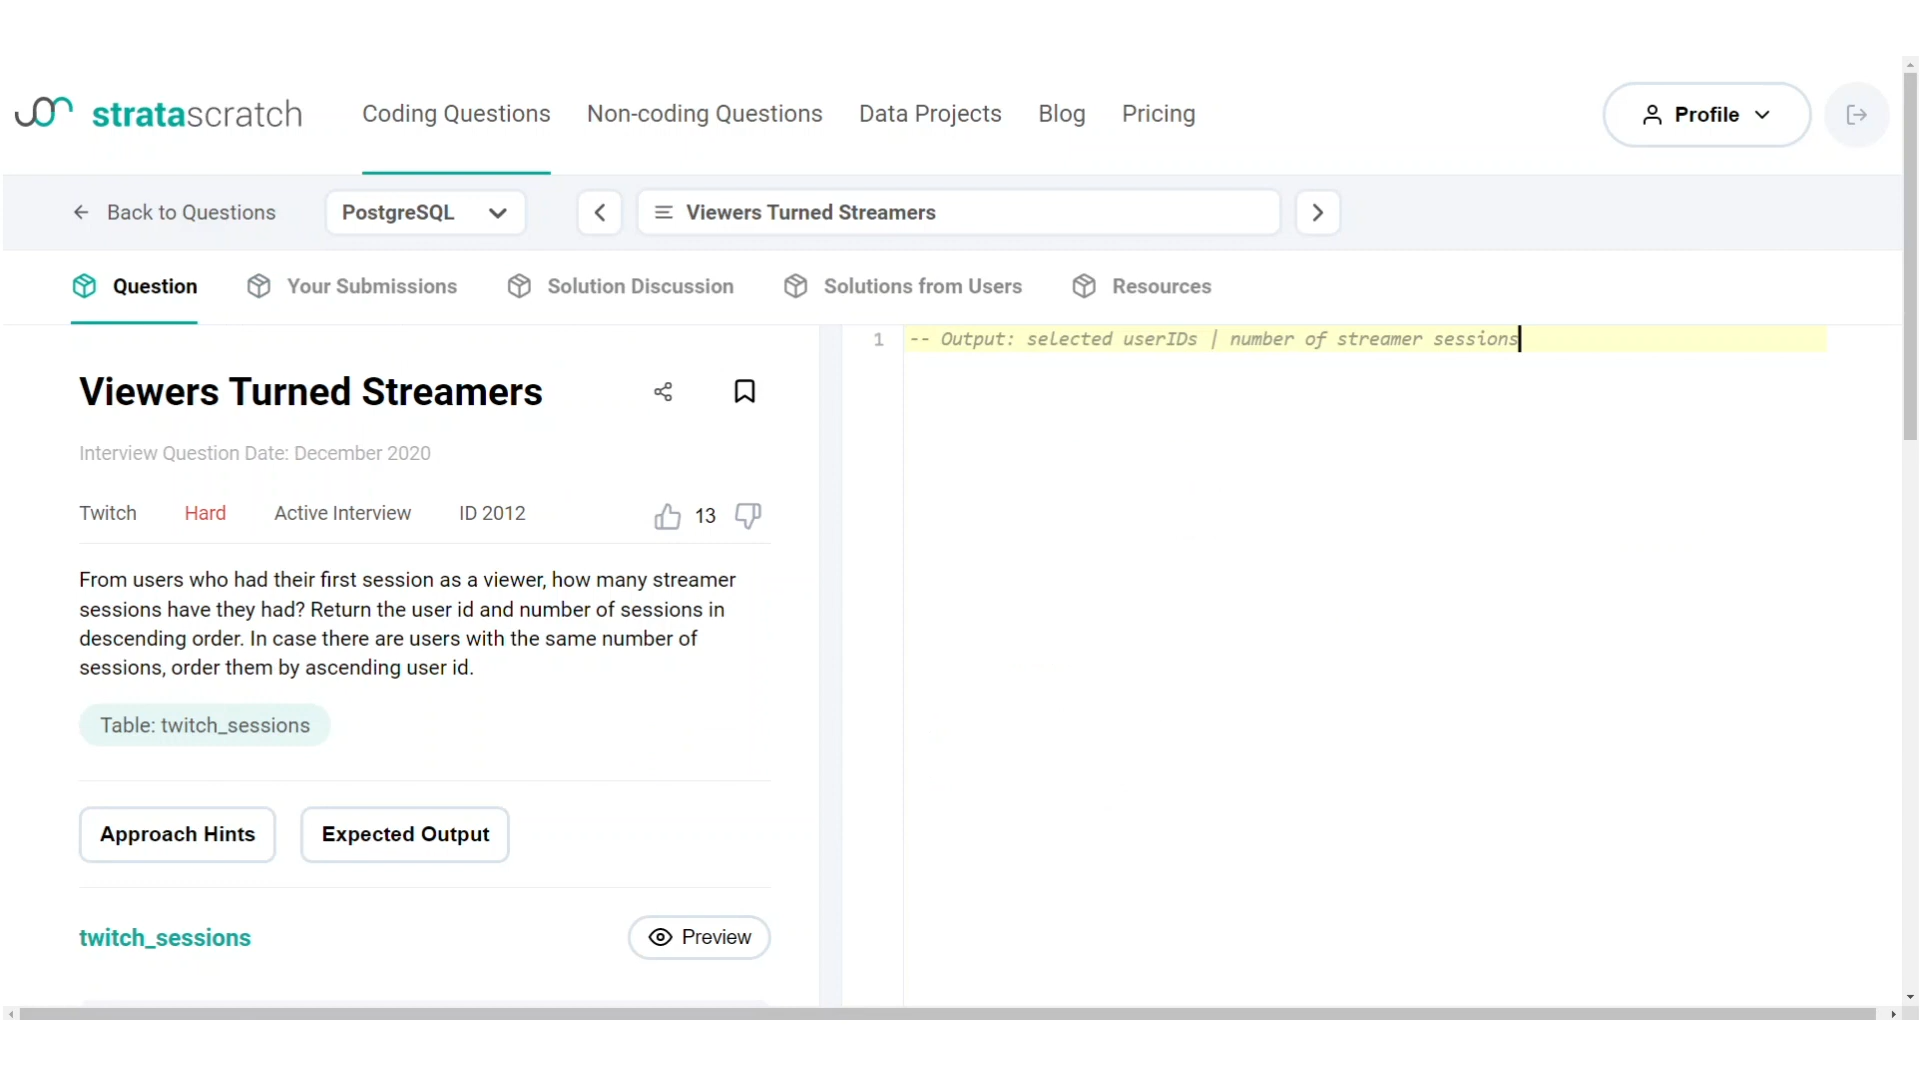 stratascratch
Coding Questions
Non-coding Questions
Data Projects
Blog
Pricing
Profile
Back to Questions
PostgreSQL
Viewers Turned Streamers
Question
Your Submissions
Solution Discussion
Solutions from Users
Resources
Viewers Turned Streamers
Interview Question Date: December 2020
Twitch
Hard
Active Interview
ID 2012
13
From users who had their first session as a viewer, how many streamer
sessions have they had? Return the user id and number of sessions in
descending order. In case there are users with the same number of
sessions, order them by ascending user id.
Table: twitch_sessions
Approach Hints
Expected Output
twitch_sessions
Preview
1
-- Output: selected userIDs | number of streamer sessions